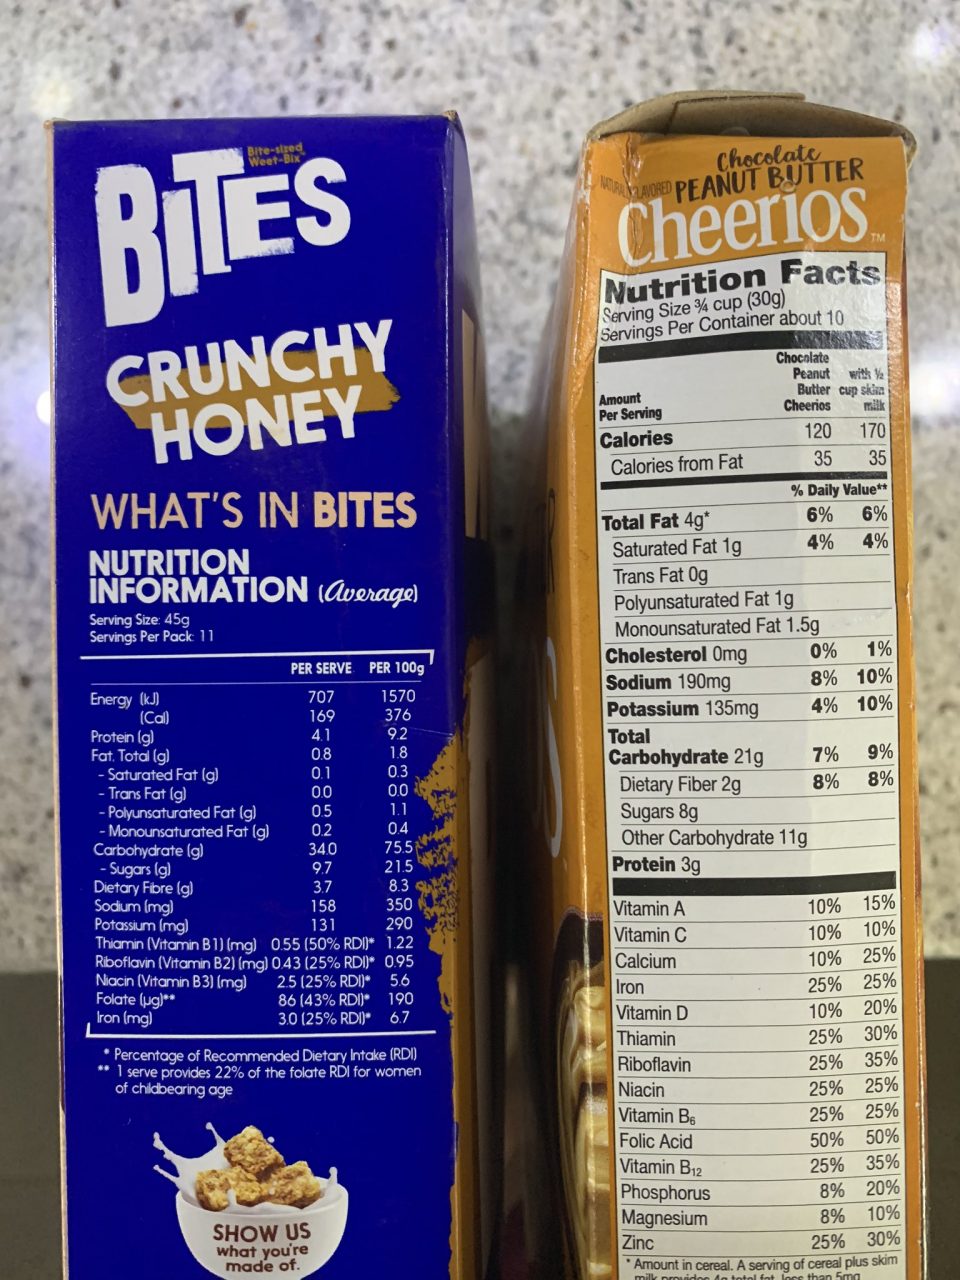 Bite-sized
Weet-Bix™
BiTES
CRUNCHY
HONEY
WHAT'S IN BITES
NUTRITION
INFORMATION (Average)
Serving Size: 45g
Servings Per Pack: 11
PER SERVE PER 100g
Energy (kJ) 707 1570
(Cal) 169 376
Protein (g) 4.1 9.2
Fat, Total (g) 0.8 1.8
- Saturated Fat (g) 0.1 0.3
- Trans Fat (g) 0.0 0.0
- Polyunsaturated Fat (g) 0.5 1.1
- Monounsaturated Fat (g) 0.2 0.4
Carbohydrate (g) 34.0 75.5
- Sugars (g) 9.7 21.5
Dietary Fibre (g) 3.7 8.3
Sodium (mg) 158 350
Potassium (mg) 131 290
Thiamin (Vitamin B1) (mg) 0.55 (50% RDI)* 1.22
Riboflavin (Vitamin B2) (mg) 0.43 (25% RDI)* 0.95
Niacin (Vitamin B3) (mg) 2.5 (25% RDI)* 5.6
Folate (µg)** 86 (43% RDI)* 190
Iron (mg) 3.0 (25% RDI)* 6.7
* Percentage of Recommended Dietary Intake (RDI)
** 1 serve provides 22% of the folate RDI for women
of childbearing age
SHOW US
what you're
made of.
Chocolate
NATURALLY FLAVORED PEANUT BUTTER
Cheerios™
Nutrition Facts
Serving Size ¾ cup (30g)
Servings Per Container about 10
Amount
Per Serving
Chocolate
Peanut
Butter
Cheerios
with ½
cup skim
milk
Calories 120 170
Calories from Fat 35 35
% Daily Value**
Total Fat 4g* 6% 6%
Saturated Fat 1g 4% 4%
Trans Fat 0g
Polyunsaturated Fat 1g
Monounsaturated Fat 1.5g
Cholesterol 0mg 0% 1%
Sodium 190mg 8% 10%
Potassium 135mg 4% 10%
Total
Carbohydrate 21g 7% 9%
Dietary Fiber 2g 8% 8%
Sugars 8g
Other Carbohydrate 11g
Protein 3g
Vitamin A 10% 15%
Vitamin C 10% 10%
Calcium 10% 25%
Iron 25% 25%
Vitamin D 10% 20%
Thiamin 25% 30%
Riboflavin 25% 35%
Niacin 25% 25%
Vitamin B₆ 25% 25%
Folic Acid 50% 50%
Vitamin B₁₂ 25% 35%
Phosphorus 8% 20%
Magnesium 8% 10%
Zinc 25% 30%
* Amount in cereal. A serving of cereal plus skim
milk provides 4g total fat, less than 5mg